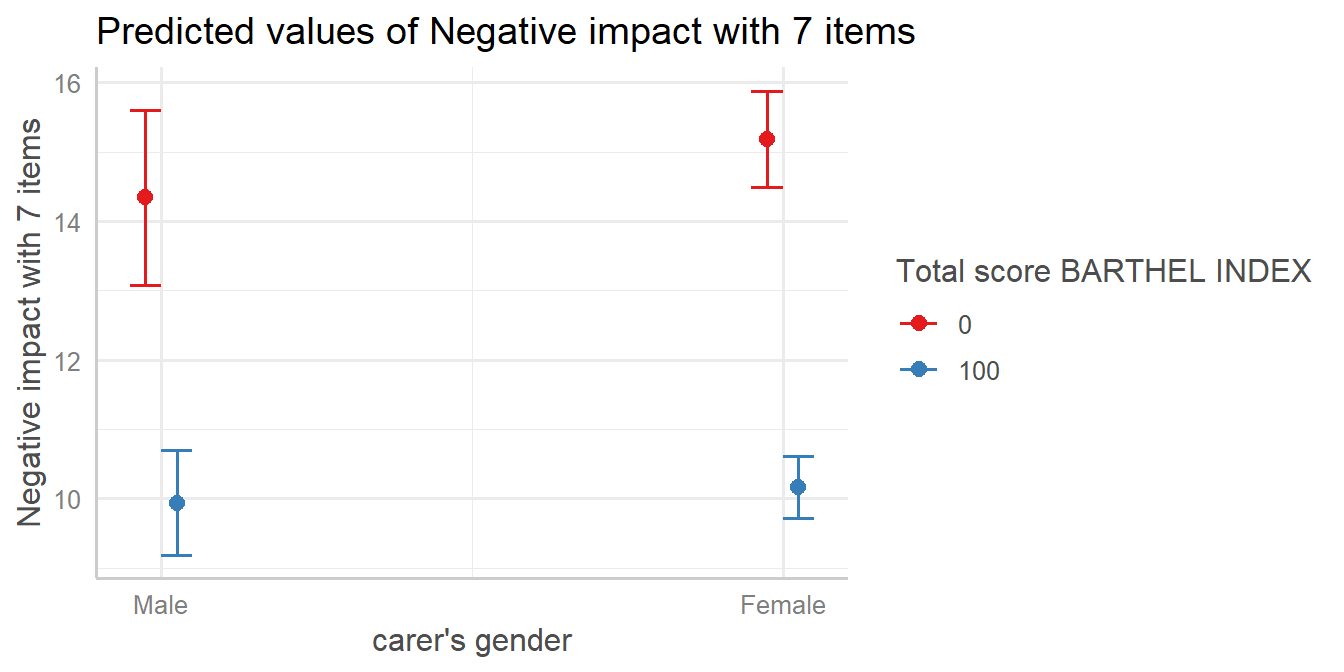 Predicted values of Negative impact with 7 items
Negative impact with 7 items
16
14
12
10
Male
Female
carer's gender
Total score BARTHEL INDEX
0
100